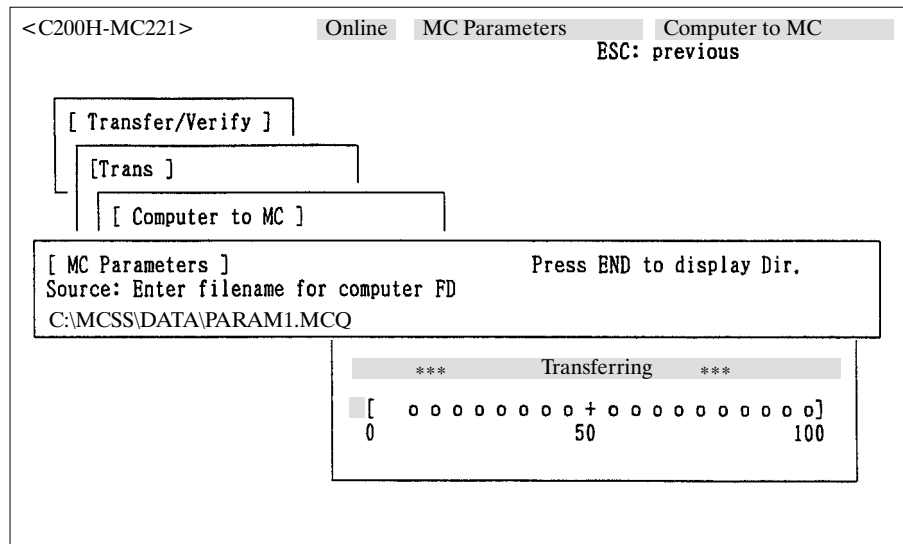 <C200H-MC221> Online MC Parameters Computer to MC
ESC: previous
[ Transfer/Verify ]
[Trans ]
[ Computer to MC ]
[ MC Parameters ] Press END to display Dir.
Source: Enter filename for computer FD
C:\MCSS\DATA\PARAM1.MCQ
*** Transferring ***
[ o o o o o o o o + o o o o o o o o o o]
0 50 100